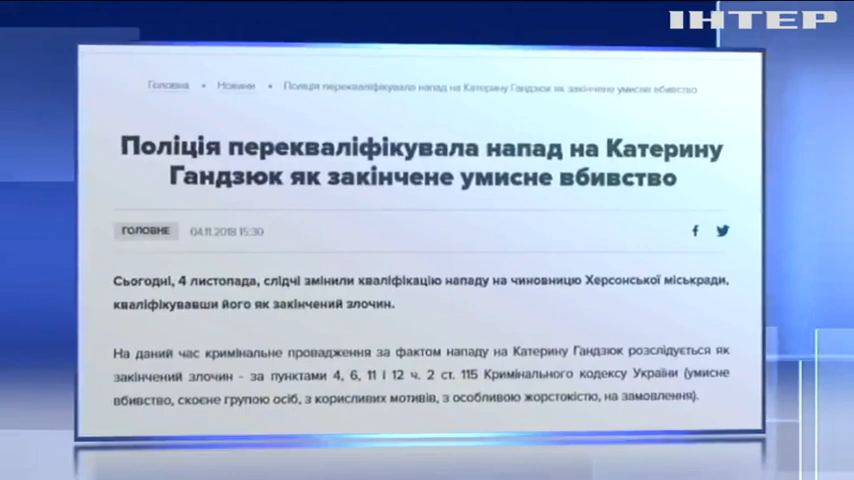 ІНТЕР
Головна • Новини • Поліція перекваліфікувала напад на Катерину Гандзюк як закінчене умисне вбивство
Поліція перекваліфікувала напад на Катерину
Гандзюк як закінчене умисне вбивство
ГОЛОВНЕ 04.11.2018 15:30
Сьогодні, 4 листопада, слідчі змінили кваліфікацію нападу на чиновницю Херсонської міськради,
кваліфікувавши його як закінчений злочин.
На даний час кримінальне провадження за фактом нападу на Катерину Гандзюк розслідується як
закінчений злочин - за пунктами 4, 6, 11 і 12 ч. 2 ст. 115 Кримінального кодексу України (умисне
вбивство, скоєне групою осіб, з корисливих мотивів, з особливою жорстокістю, на замовлення).